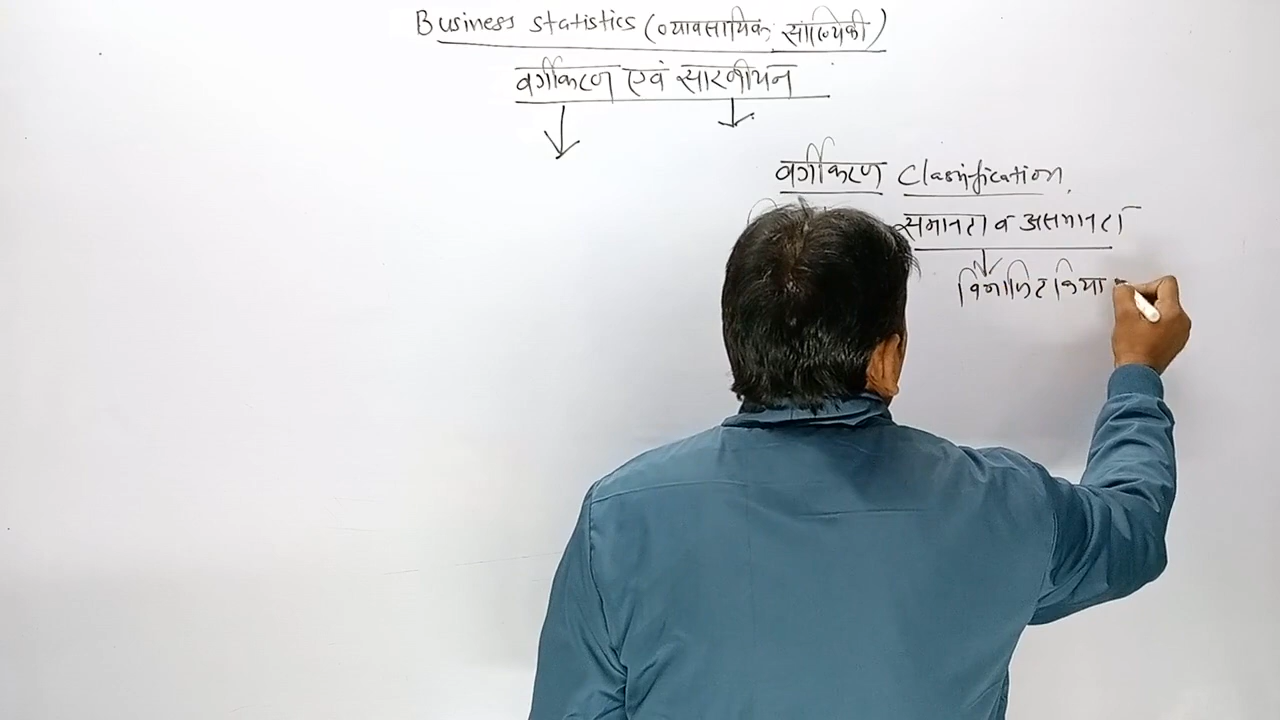 Business statistics (व्यावसायिक सांख्यिकी)
वर्गीकरण एवं सारणीयन
वर्गीकरण Classification
समानता व असमानता
विभाजित किया